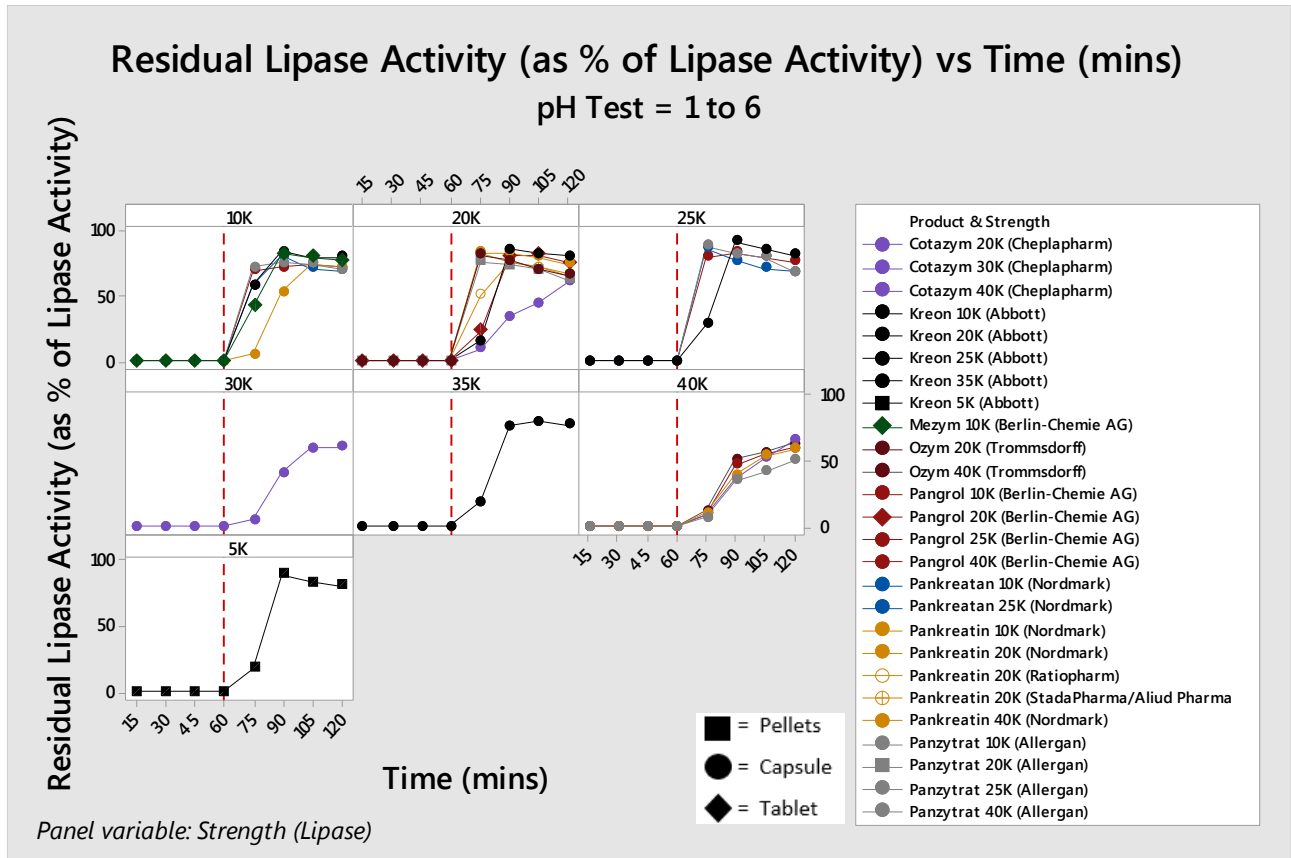 Residual Lipase Activity (as % of Lipase Activity) vs Time (mins)
pH Test = 1 to 6
Residual Lipase Activity (as % of Lipase Activity)
15 30 45 60 75 90 105 120
10K 20K 25K
100
50
0
30K 35K 40K
100
50
0
15 30 45 60 75 90 105 120
5K
100
50
0
15 30 45 60 75 90 105 120
Time (mins)
Product & Strength
Cotazym 20K (Cheplapharm)
Cotazym 30K (Cheplapharm)
Cotazym 40K (Cheplapharm)
Kreon 10K (Abbott)
Kreon 20K (Abbott)
Kreon 25K (Abbott)
Kreon 35K (Abbott)
Kreon 5K (Abbott)
Mezym 10K (Berlin-Chemie AG)
Ozym 20K (Trommsdorff)
Ozym 40K (Trommsdorff)
Pangrol 10K (Berlin-Chemie AG)
Pangrol 20K (Berlin-Chemie AG)
Pangrol 25K (Berlin-Chemie AG)
Pangrol 40K (Berlin-Chemie AG)
Pankreatan 10K (Nordmark)
Pankreatan 25K (Nordmark)
Pankreatin 10K (Nordmark)
Pankreatin 20K (Nordmark)
Pankreatin 20K (Ratiopharm)
Pankreatin 20K (StadaPharma/Aliud Pharma
Pankreatin 40K (Nordmark)
Panzytrat 10K (Allergan)
Panzytrat 20K (Allergan)
Panzytrat 25K (Allergan)
Panzytrat 40K (Allergan)
= Pellets
= Capsule
= Tablet
Panel variable: Strength (Lipase)